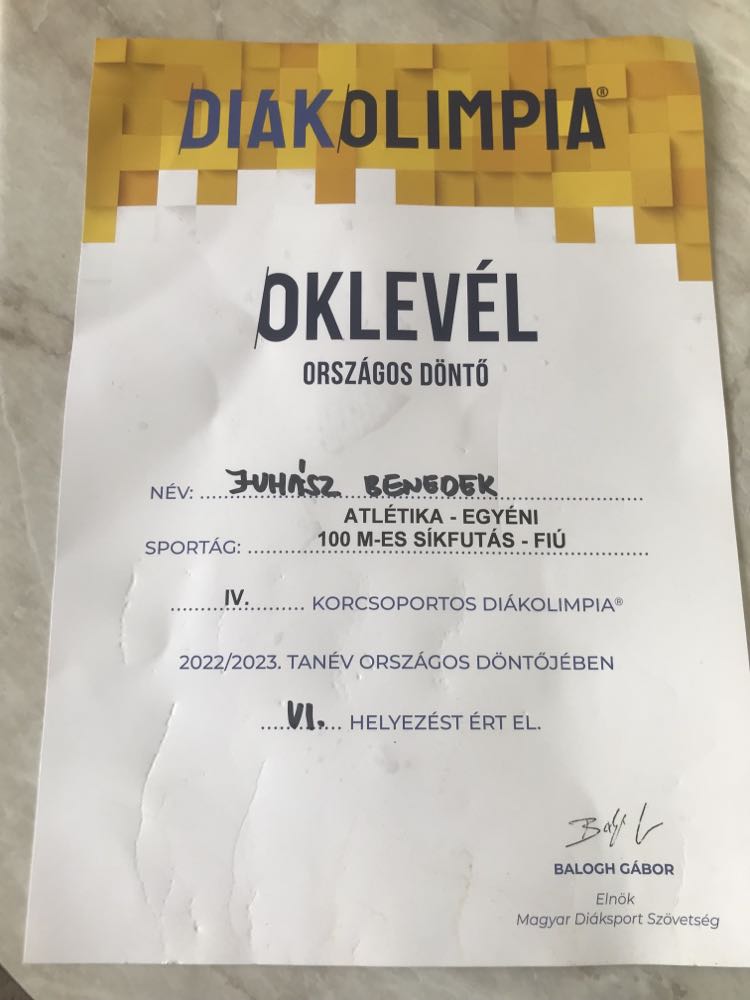 DIÁKOLIMPIA®
OKLEVÉL
ORSZÁGOS DÖNTŐ
NÉV: JUHÁSZ BENEDEK
ATLÉTIKA - EGYÉNI
SPORTÁG: 100 M-ES SÍKFUTÁS - FIÚ
IV. KORCSOPORTOS DIÁKOLIMPIA®
2022/2023. TANÉV ORSZÁGOS DÖNTŐJÉBEN
VI. HELYEZÉST ÉRT EL.
BALOGH GÁBOR
Elnök
Magyar Diáksport Szövetség